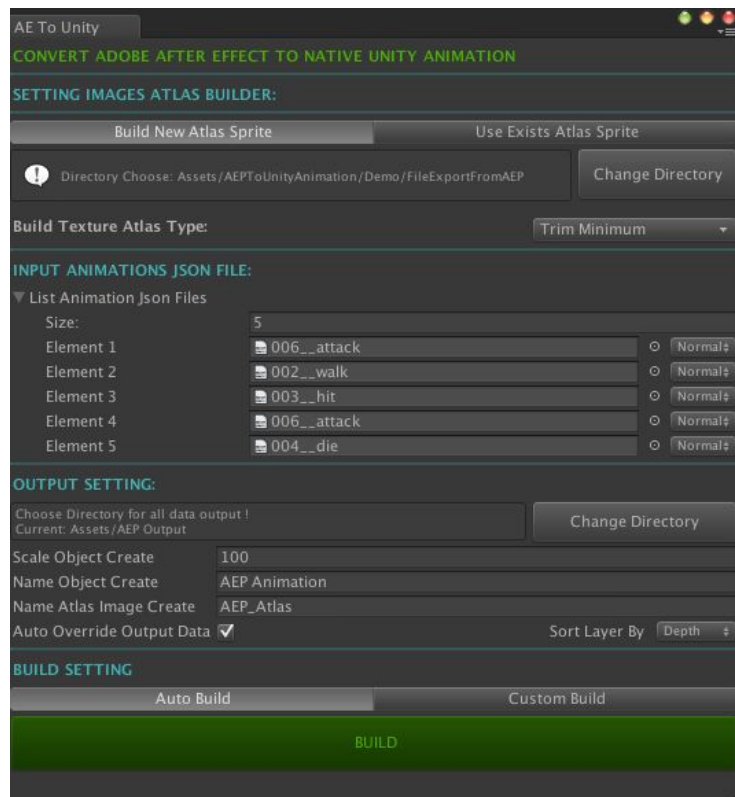 AE To Unity
CONVERT ADOBE AFTER EFFECT TO NATIVE UNITY ANIMATION
SETTING IMAGES ATLAS BUILDER:
Build New Atlas Sprite Use Exists Atlas Sprite
Directory Choose: Assets/AEPToUnityAnimation/Demo/FileExportFromAEP Change Directory
Build Texture Atlas Type: Trim Minimum
INPUT ANIMATIONS JSON FILE:
List Animation Json Files
Size: 5
Element 1 006__attack Normal
Element 2 002__walk Normal
Element 3 003__hit Normal
Element 4 006__attack Normal
Element 5 004__die Normal
OUTPUT SETTING:
Choose Directory for all data output !
Current: Assets/AEP Output
Change Directory
Scale Object Create 100
Name Object Create AEP Animation
Name Atlas Image Create AEP_Atlas
Auto Override Output Data Sort Layer By Depth
BUILD SETTING
Auto Build Custom Build
BUILD